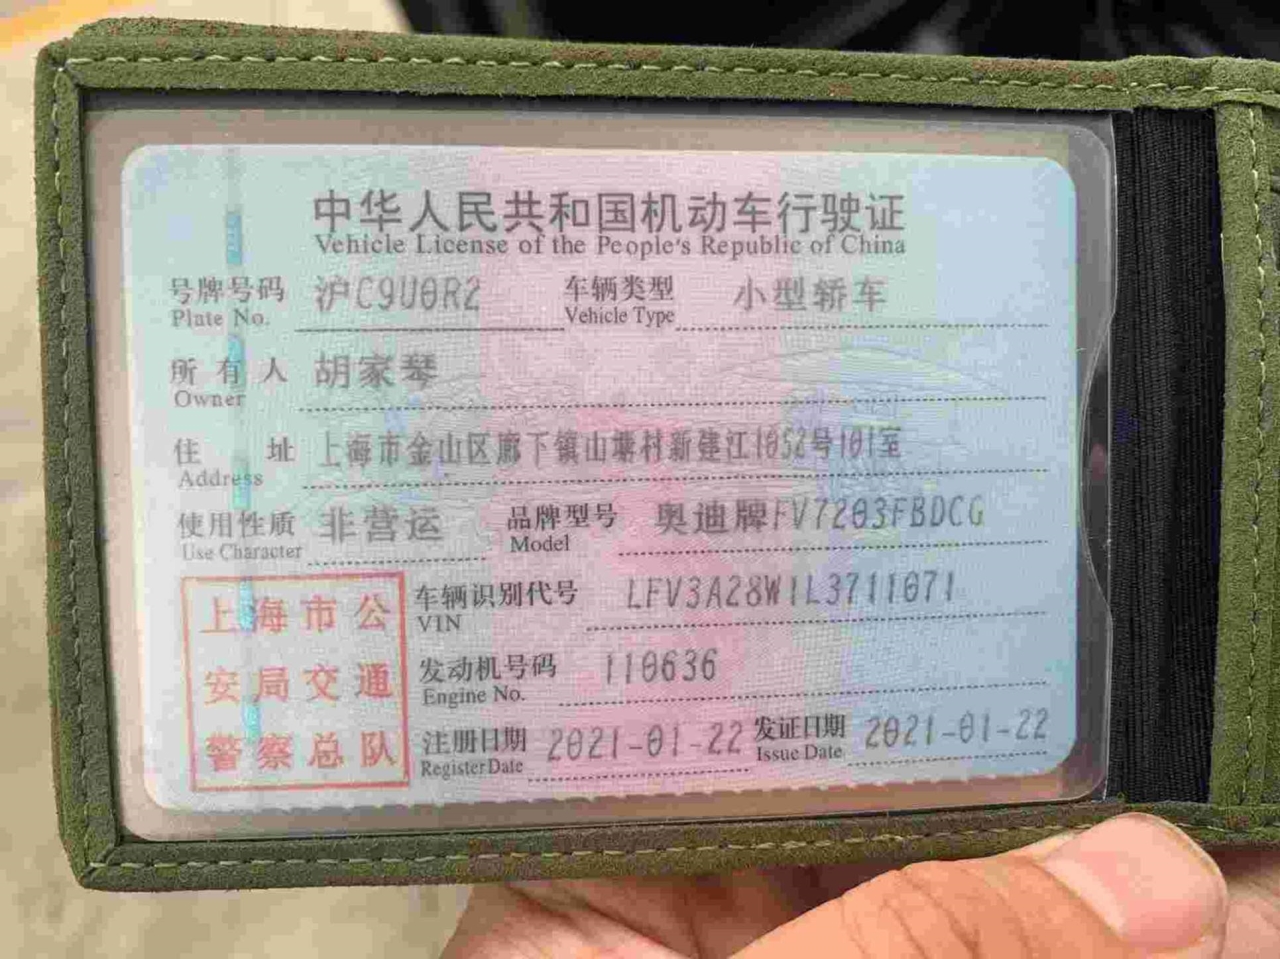 中华人民共和国机动车行驶证
Vehicle License of the People's Republic of China
号牌号码 沪C9U0R2 车辆类型 小型轿车
Plate No. Vehicle Type
所有人 胡家琴
Owner
住址 上海市金山区廊下镇山塘村新建江1052号101室
Address
使用性质 非营运 品牌型号 奥迪牌FV7203FBDCG
Use Character Model
车辆识别代号 LFV3A28W1L3711071
VIN
发动机号码 110636
Engine No.
注册日期 2021-01-22 发证日期 2021-01-22
Register Date Issue Date
上海市公
安局交通
警察总队